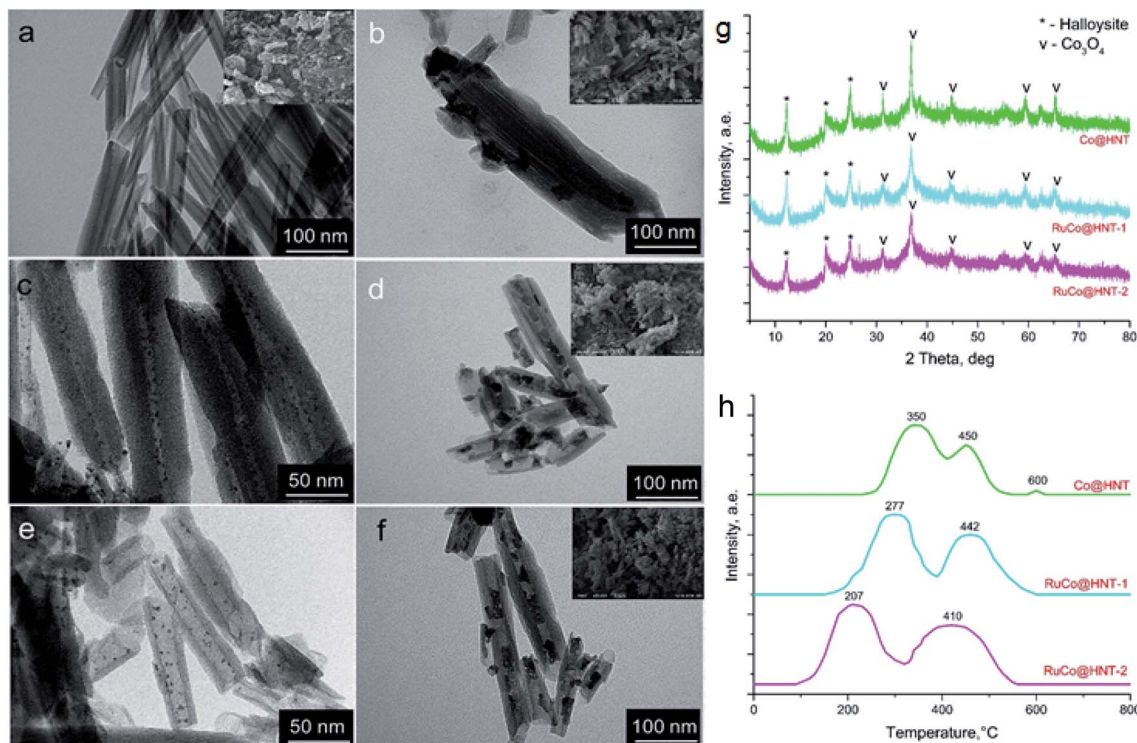 a
100 nm
b
100 nm
c
50 nm
d
100 nm
e
50 nm
f
100 nm
g
* - Halloysite
v - Co3O4
Intensity, a.e.
* * * v v v v v
Co@HNT
* * * v v v v v
RuCo@HNT-1
* * * v v v v v
RuCo@HNT-2
5 10 20 30 40 50 60 70 80
2 Theta, deg
h
Intensity, a.e.
350 450 600
Co@HNT
277 442
RuCo@HNT-1
207 410
RuCo@HNT-2
0 200 400 600 800
Temperature,°C